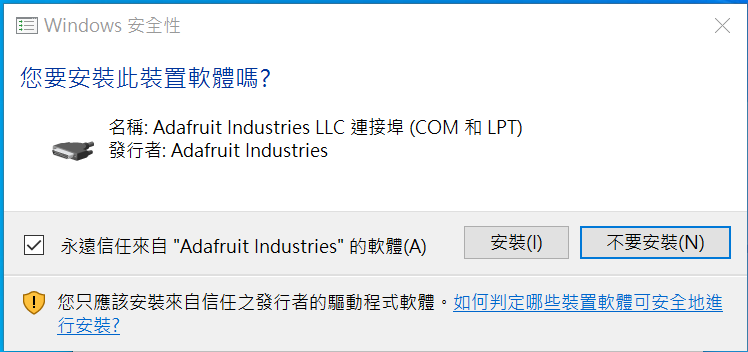 Windows 安全性
您要安裝此裝置軟體嗎?
名稱: Adafruit Industries LLC 連接埠 (COM 和 LPT)
發行者: Adafruit Industries
永遠信任來自 "Adafruit Industries" 的軟體(A)
安裝(I)
不要安裝(N)
您只應該安裝來自信任之發行者的驅動程式軟體。如何判定哪些裝置軟體可安全地進
行安裝?